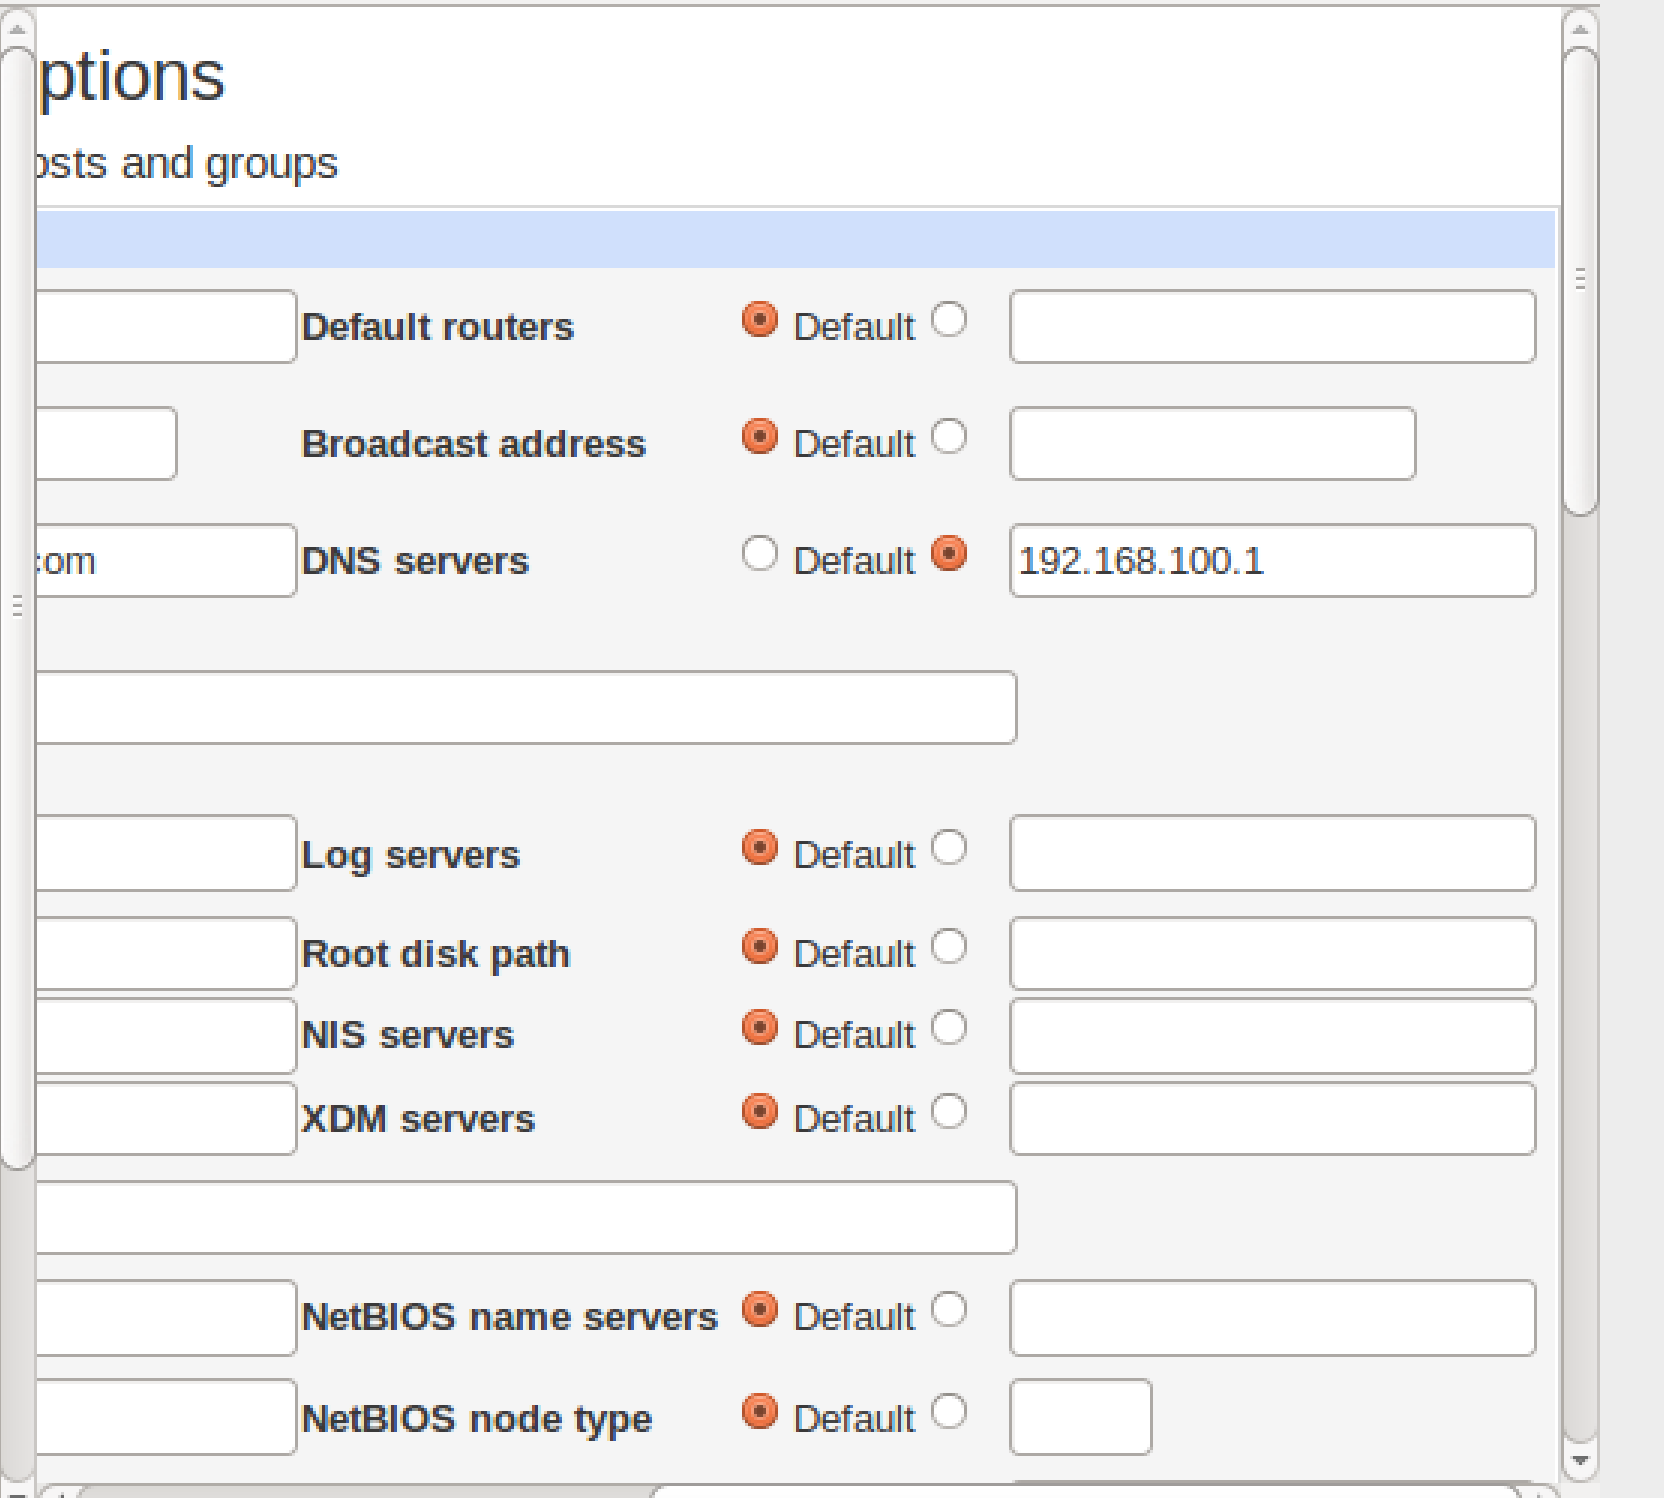 ptions
osts and groups
Default routers Default
Broadcast address Default
com DNS servers Default 192.168.100.1
Log servers Default
Root disk path Default
NIS servers Default
XDM servers Default
NetBIOS name servers Default
NetBIOS node type Default